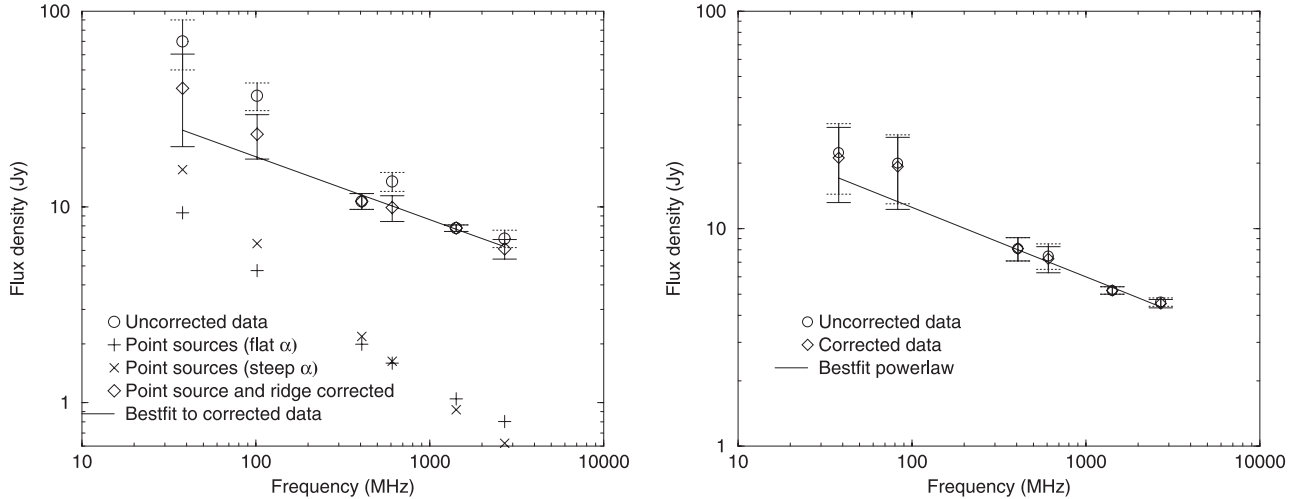 100
10
1
Flux density (Jy)
Uncorrected data
Point sources (flat α)
Point sources (steep α)
Point source and ridge corrected
Bestfit to corrected data
10 100 1000 10000
Frequency (MHz)
100
10
1
Flux density (Jy)
Uncorrected data
Corrected data
Bestfit powerlaw
10 100 1000 10000
Frequency (MHz)